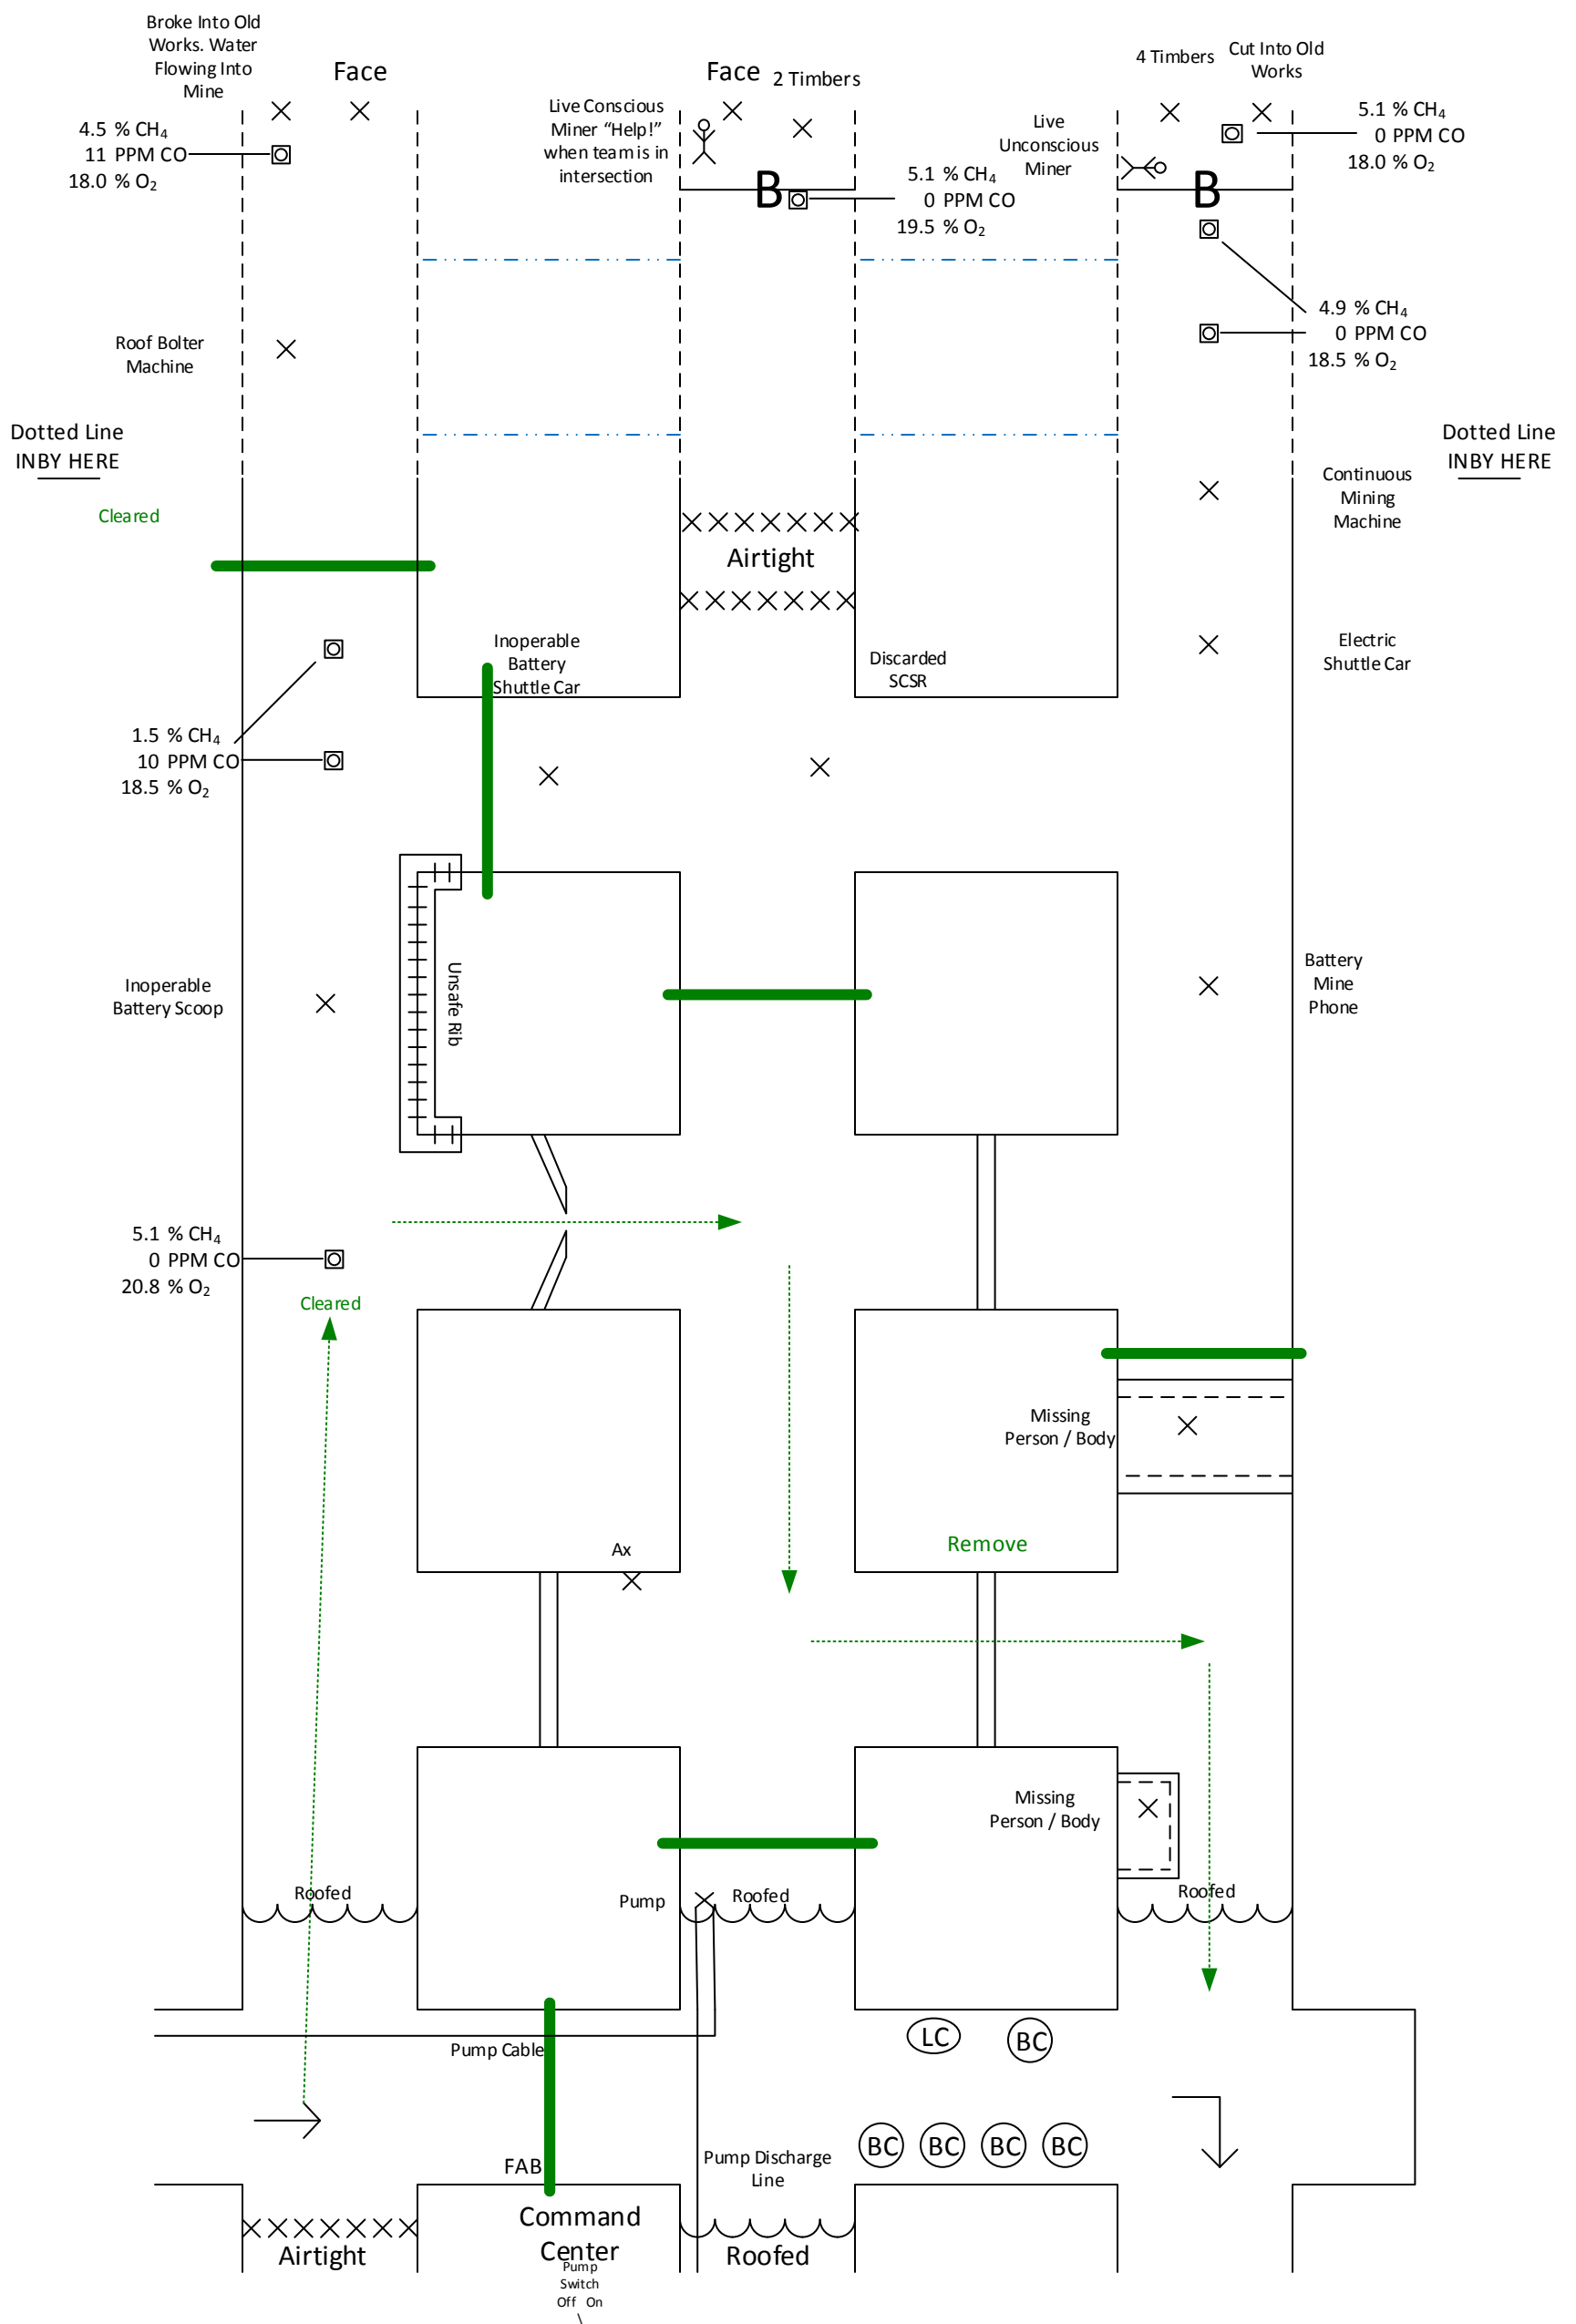 Broke Into Old
Works. Water
Flowing Into
Mine
Face
Face
2 Timbers
4 Timbers
Cut Into Old
Works
4.5 % CH₄
11 PPM CO
18.0 % O₂
Live Conscious
Miner “Help!”
when team is in
intersection
Live
Unconscious
Miner
5.1 % CH₄
0 PPM CO
18.0 % O₂
B
5.1 % CH₄
0 PPM CO
19.5 % O₂
B
4.9 % CH₄
0 PPM CO
18.5 % O₂
Roof Bolter
Machine
Dotted Line
INBY HERE
Dotted Line
INBY HERE
Cleared
Continuous
Mining
Machine
Airtight
Inoperable
Battery
Shuttle Car
Discarded
SCSR
Electric
Shuttle Car
1.5 % CH₄
10 PPM CO
18.5 % O₂
Inoperable
Battery Scoop
Unsafe Rib
Battery
Mine
Phone
5.1 % CH₄
0 PPM CO
20.8 % O₂
Cleared
Missing
Person / Body
Ax
Remove
Missing
Person / Body
Roofed
Pump
Roofed
Roofed
Pump Cable
LC
BC
BC
BC
BC
BC
FAB
Pump Discharge
Line
Command
Center
Airtight
Roofed
Pump
Switch
Off On